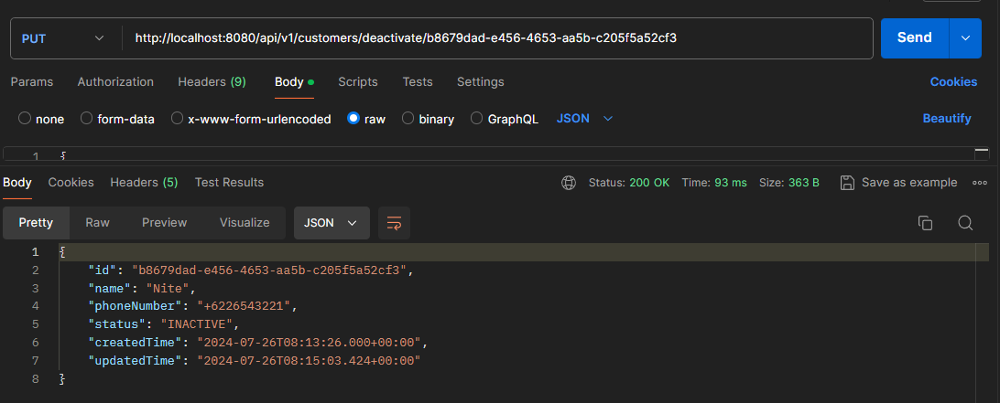 PUT http://localhost:8080/api/v1/customers/deactivate/b8679dad-e456-4653-aa5b-c205f5a52cf3 Send
Params Authorization Headers (9) Body Scripts Tests Settings Cookies
none form-data x-www-form-urlencoded raw binary GraphQL JSON Beautify
1 {
Body Cookies Headers (5) Test Results Status: 200 OK Time: 93 ms Size: 363 B Save as example
Pretty Raw Preview Visualize JSON
1 {
2 "id": "b8679dad-e456-4653-aa5b-c205f5a52cf3",
3 "name": "Nite",
4 "phoneNumber": "+6226543221",
5 "status": "INACTIVE",
6 "createdTime": "2024-07-26T08:13:26.000+00:00",
7 "updatedTime": "2024-07-26T08:15:03.424+00:00"
8 }